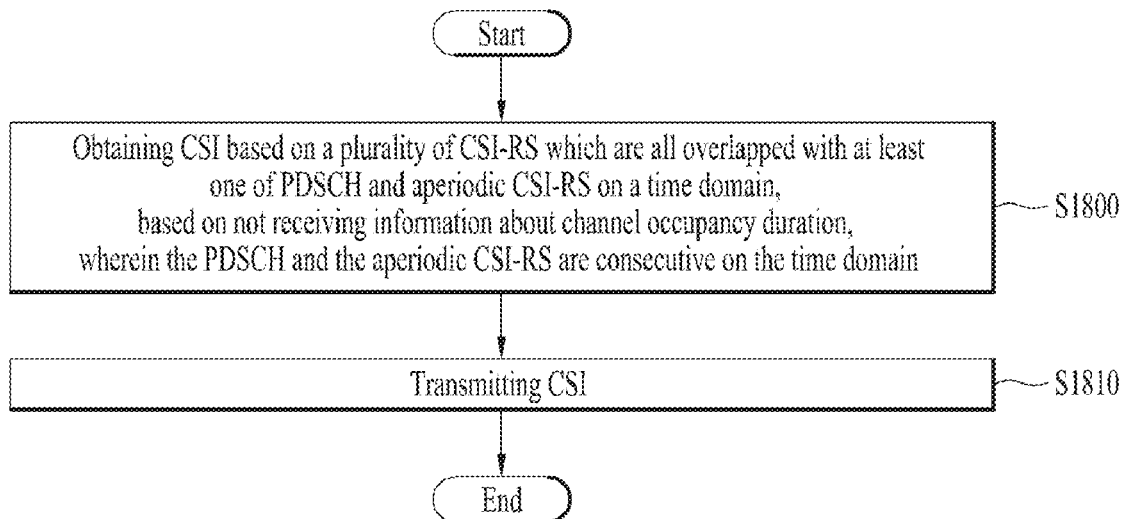 Start
Obtaining CSI based on a plurality of CSI-RS which are all overlapped with at least
one of PDSCH and aperiodic CSI-RS on a time domain,
based on not receiving information about channel occupancy duration,
wherein the PDSCH and the aperiodic CSI-RS are consecutive on the time domain
S1800
Transmitting CSI
S1810
End